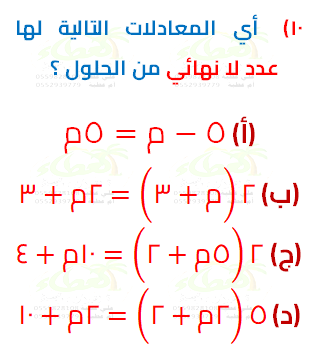 ١٠) أي المعادلات التالية لها
عدد لا نهائي من الحلول ؟
(أ) ٥ − م = ٥م
(ب) ٢(م + ٣) = ٢م + ٣
(ج) ٢(٥م + ٢) = ١٠م + ٤
(د) ٥(٢م + ٢) = ٢م + ١٠